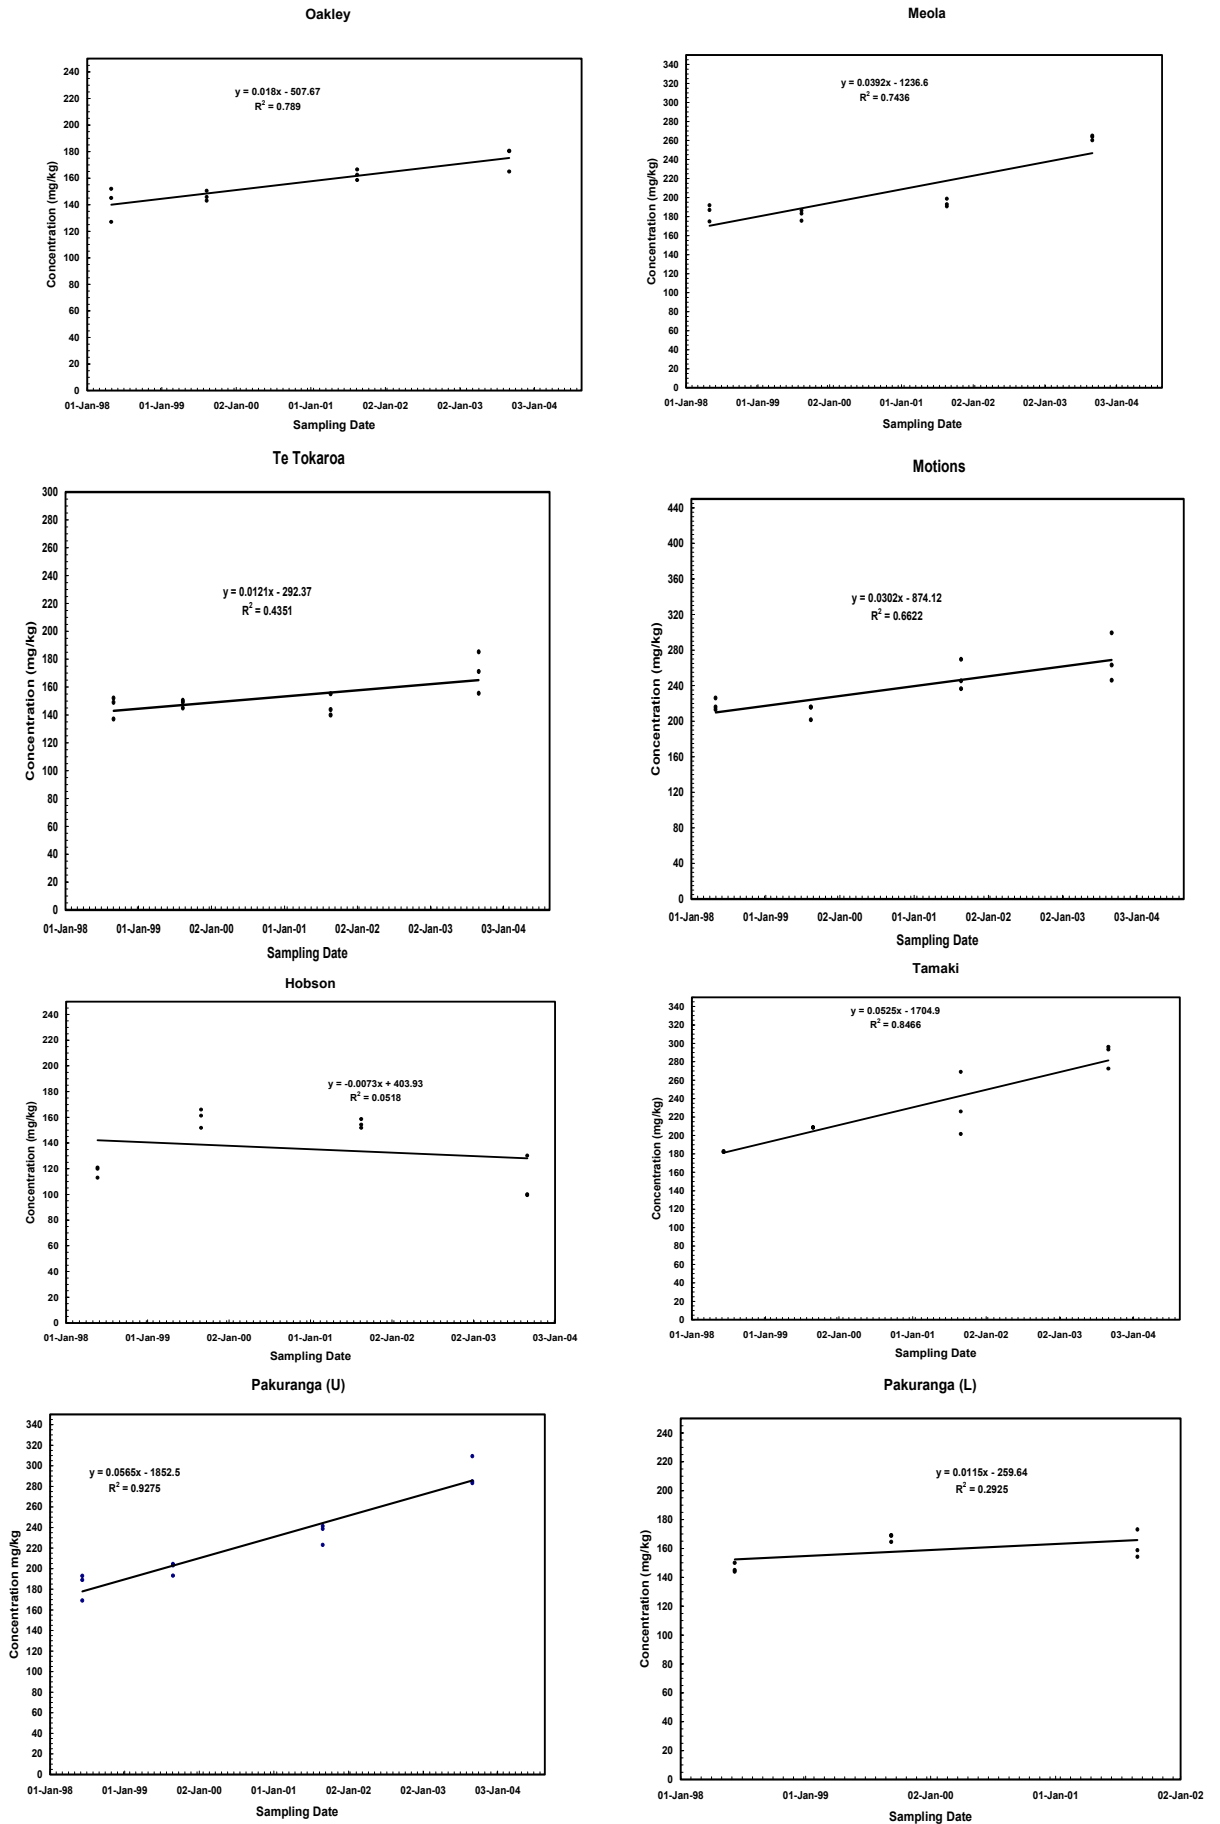 Oakley
y = 0.018x - 507.67
R² = 0.789
Concentration (mg/kg)
240
220
200
180
160
140
120
100
80
60
40
20
0
01-Jan-98 01-Jan-99 02-Jan-00 01-Jan-01 02-Jan-02 02-Jan-03 03-Jan-04
Sampling Date
Meola
y = 0.0392x - 1236.6
R² = 0.7436
Concentration (mg/kg)
340
320
300
280
260
240
220
200
180
160
140
120
100
80
60
40
20
0
01-Jan-98 01-Jan-99 02-Jan-00 01-Jan-01 02-Jan-02 02-Jan-03 03-Jan-04
Sampling Date
Te Tokaroa
y = 0.0121x - 292.37
R² = 0.4351
Concentration (mg/kg)
300
280
260
240
220
200
180
160
140
120
100
80
60
40
20
0
01-Jan-98 01-Jan-99 02-Jan-00 01-Jan-01 02-Jan-02 02-Jan-03 03-Jan-04
Sampling Date
Motions
y = 0.0302x - 874.12
R² = 0.6622
Concentration (mg/kg)
440
400
360
320
280
240
200
160
120
80
40
0
01-Jan-98 01-Jan-99 02-Jan-00 01-Jan-01 02-Jan-02 02-Jan-03 03-Jan-04
Sampling Date
Hobson
y = -0.0073x + 403.93
R² = 0.0518
Concentration (mg/kg)
240
220
200
180
160
140
120
100
80
60
40
20
0
01-Jan-98 01-Jan-99 02-Jan-00 01-Jan-01 02-Jan-02 02-Jan-03 03-Jan-04
Sampling Date
Tamaki
y = 0.0525x - 1704.9
R² = 0.8466
Concentration (mg/kg)
340
320
300
280
260
240
220
200
180
160
140
120
100
80
60
40
20
0
01-Jan-98 01-Jan-99 02-Jan-00 01-Jan-01 02-Jan-02 02-Jan-03 03-Jan-04
Sampling Date
Pakuranga (U)
y = 0.0565x - 1852.5
R² = 0.9275
Concentration mg/kg
340
320
300
280
260
240
220
200
180
160
140
120
100
80
60
40
20
0
01-Jan-98 01-Jan-99 02-Jan-00 01-Jan-01 02-Jan-02 02-Jan-03 03-Jan-04
Sampling Date
Pakuranga (L)
y = 0.0115x - 259.64
R² = 0.2925
Concentration (mg/kg)
240
220
200
180
160
140
120
100
80
60
40
20
0
01-Jan-98 01-Jan-99 02-Jan-00 01-Jan-01 02-Jan-02
Sampling Date